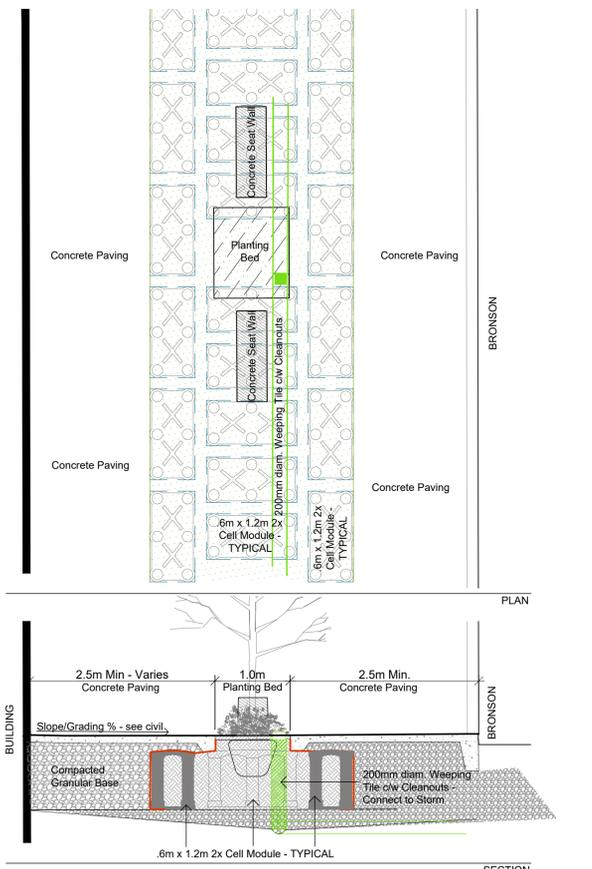 Concrete Seat Wall
Planting
Bed
Concrete Paving
Concrete Paving
BRONSON
Concrete Seat Wall
200mm diam. Weeping Tile c/w Cleanouts
Concrete Paving
Concrete Paving
.6m x 1.2m 2x
Cell Module -
TYPICAL
.6m x 1.2m 2x
Cell Module -
TYPICAL
PLAN
2.5m Min - Varies
1.0m
2.5m Min.
Concrete Paving
Planting Bed
Concrete Paving
BUILDING
BRONSON
Slope/Grading % - see civil
Compacted
Granular Base
200mm diam. Weeping
Tile c/w Cleanouts -
Connect to Storm
.6m x 1.2m 2x Cell Module - TYPICAL
SECTION